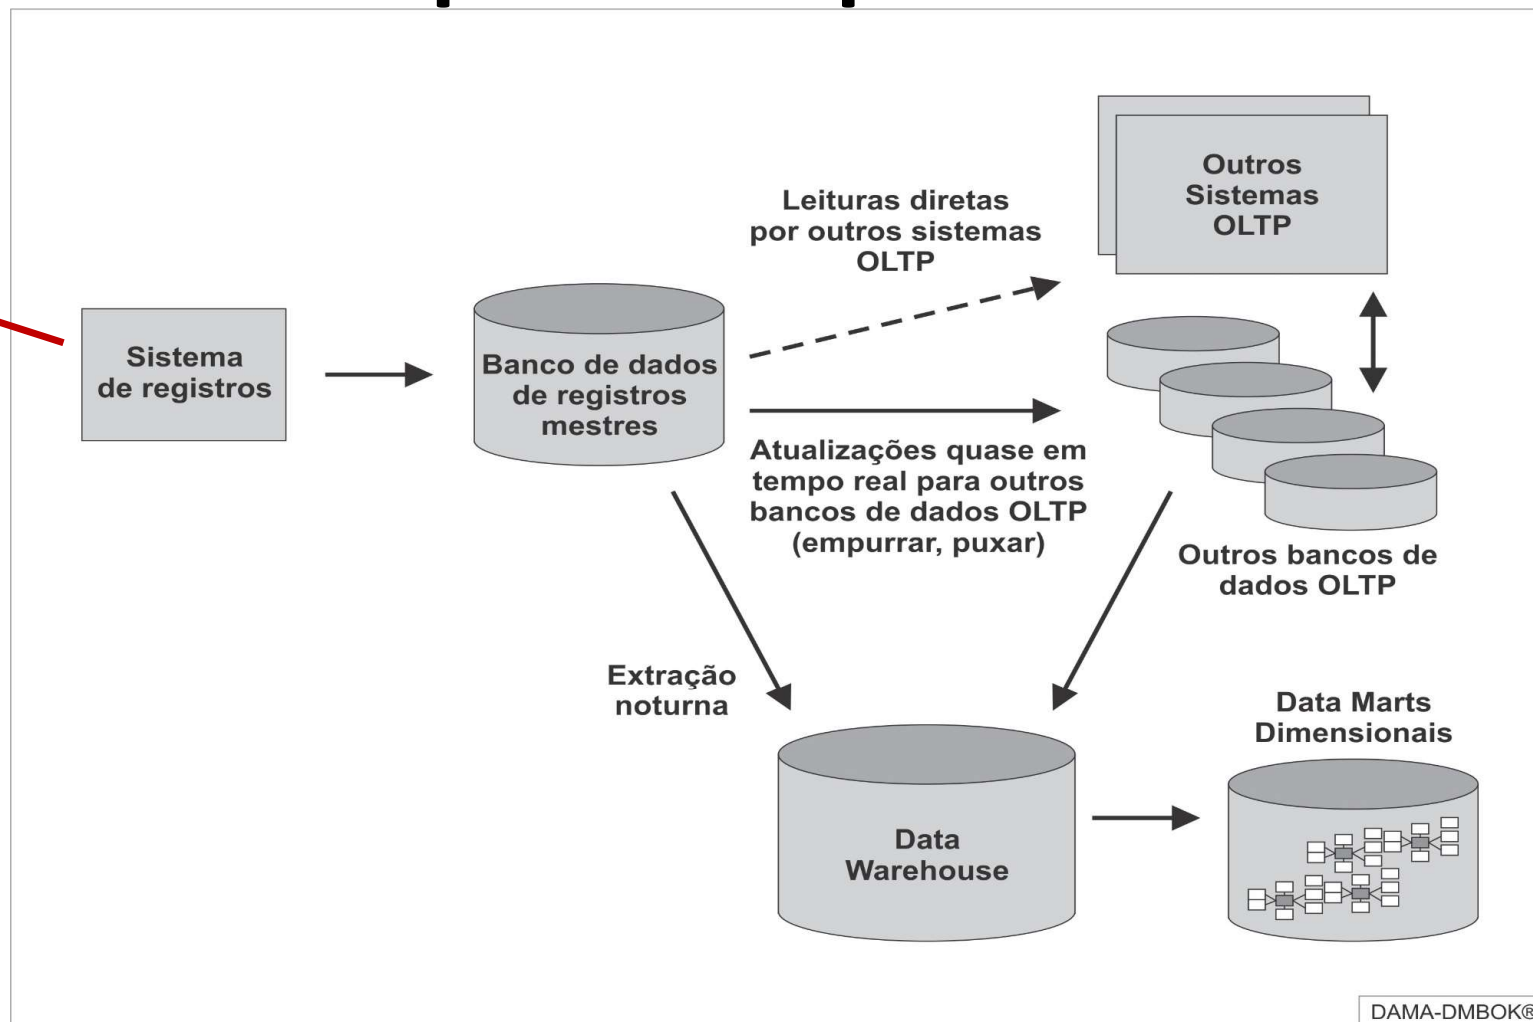 Outros
Sistemas
OLTP
Leituras diretas
por outros sistemas
OLTP
Sistema
de registros
Banco de dados
de registros
mestres
Atualizações quase em
tempo real para outros
bancos de dados OLTP
(empurrar, puxar)
Outros bancos de
dados OLTP
Extração
noturna
Data Marts
Dimensionais
Data
Warehouse
DAMA-DMBOK®